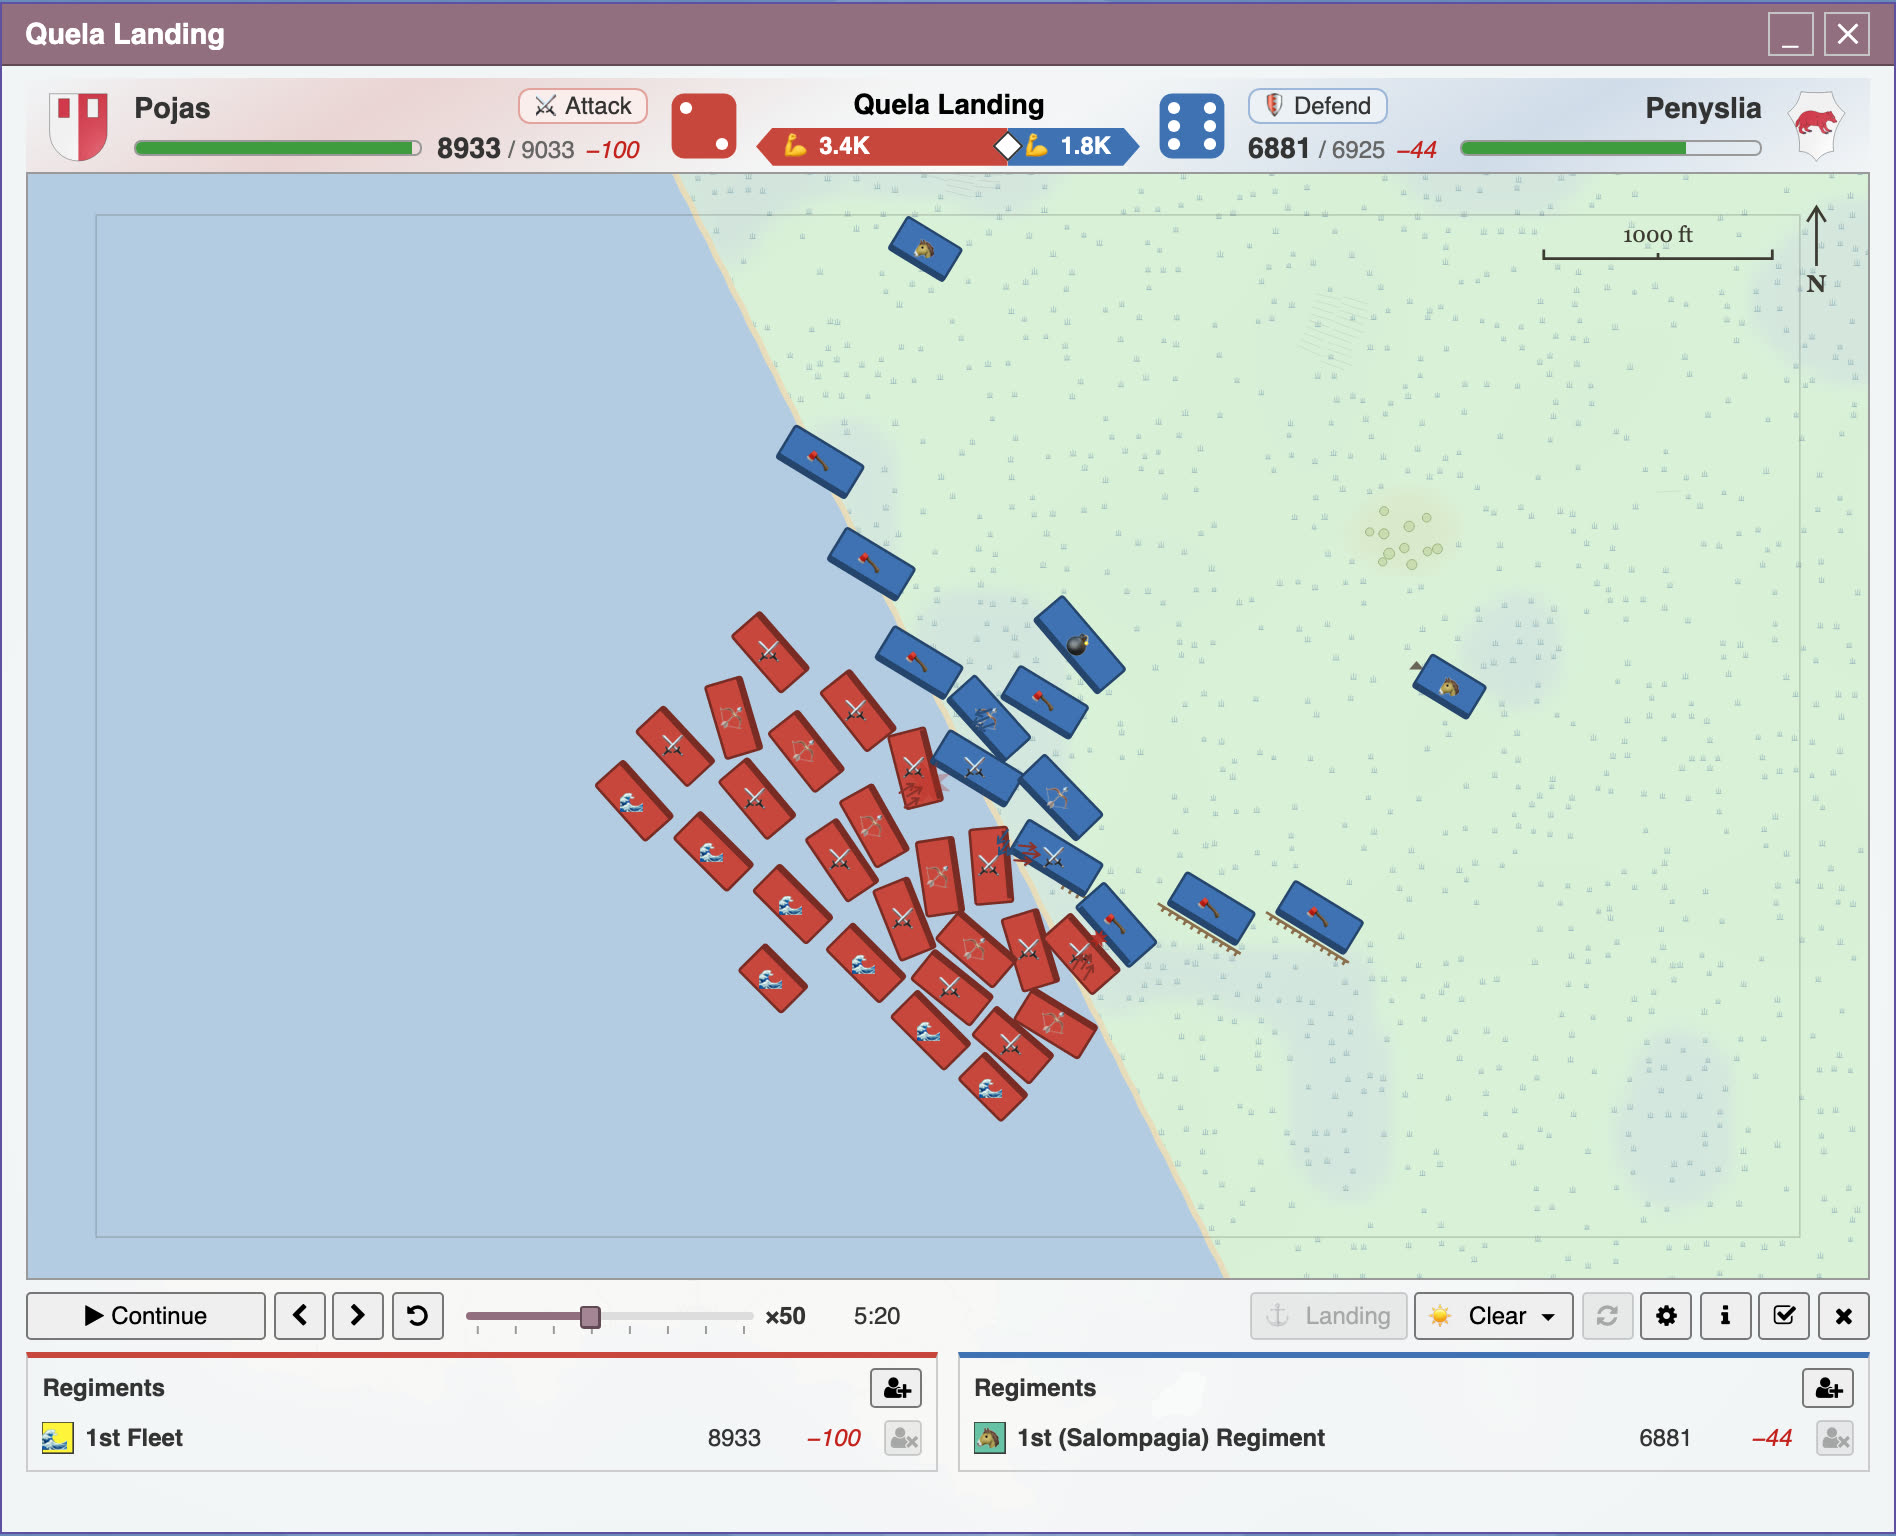 Quela Landing
Pojas
Attack
8933 / 9033 –100
Quela Landing
3.4K
1.8K
Defend
Penyslia
6881 / 6925 –44
1000 ft
N
Continue
×50
5:20
Landing
Clear
Regiments
1st Fleet 8933 –100
Regiments
1st (Salompagia) Regiment 6881 –44